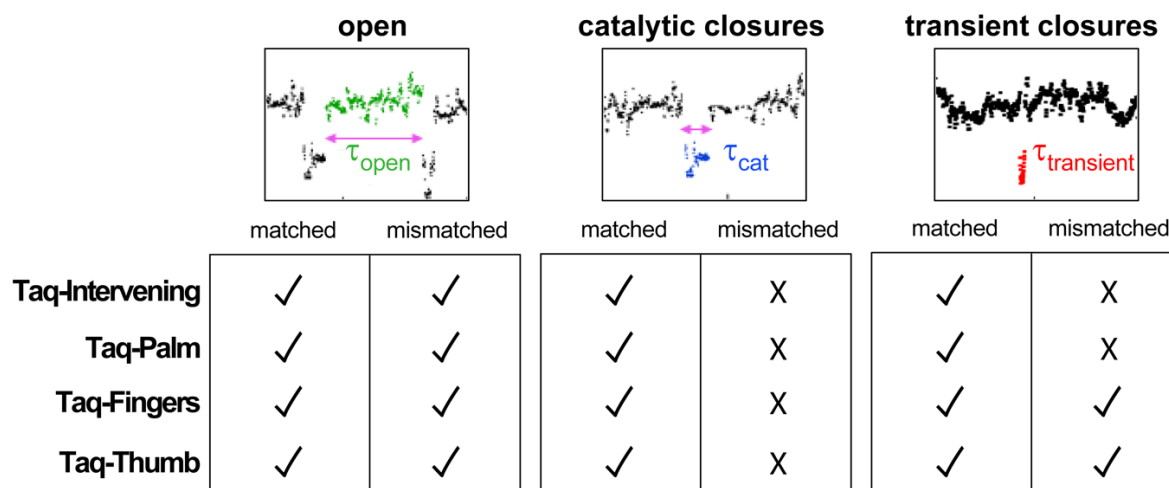 open catalytic closures transient closures
τopen τcat τtransient
matched mismatched matched mismatched matched mismatched
Taq-Intervening ✓ ✓ ✓ X ✓ X
Taq-Palm ✓ ✓ ✓ X ✓ X
Taq-Fingers ✓ ✓ ✓ X ✓ ✓
Taq-Thumb ✓ ✓ ✓ X ✓ ✓